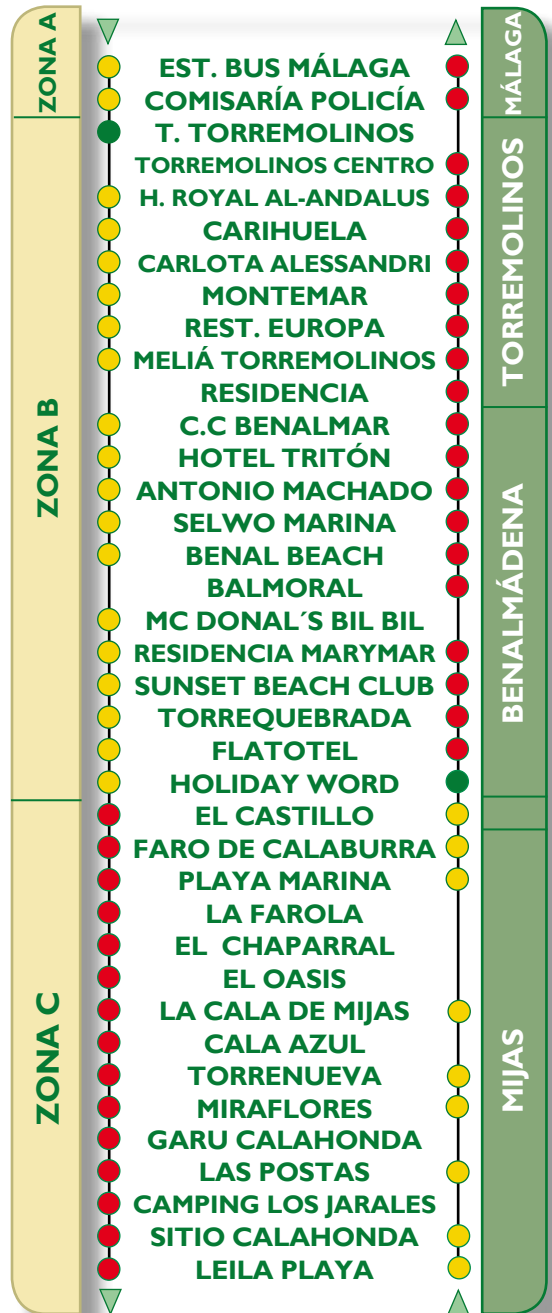 ZONA A
ZONA B
ZONA C
EST. BUS MÁLAGA
COMISARÍA POLICÍA
T. TORREMOLINOS
TORREMOLINOS CENTRO
H. ROYAL AL-ANDALUS
CARIHUELA
CARLOTA ALESSANDRI
MONTEMAR
REST. EUROPA
MELIÁ TORREMOLINOS
RESIDENCIA
C.C BENALMAR
HOTEL TRITÓN
ANTONIO MACHADO
SELWO MARINA
BENAL BEACH
BALMORAL
MC DONAL´S BIL BIL
RESIDENCIA MARYMAR
SUNSET BEACH CLUB
TORREQUEBRADA
FLATOTEL
HOLIDAY WORD
EL CASTILLO
FARO DE CALABURRA
PLAYA MARINA
LA FAROLA
EL CHAPARRAL
EL OASIS
LA CALA DE MIJAS
CALA AZUL
TORRENUEVA
MIRAFLORES
GARU CALAHONDA
LAS POSTAS
CAMPING LOS JARALES
SITIO CALAHONDA
LEILA PLAYA
MÁLAGA
TORREMOLINOS
BENALMÁDENA
MIJAS